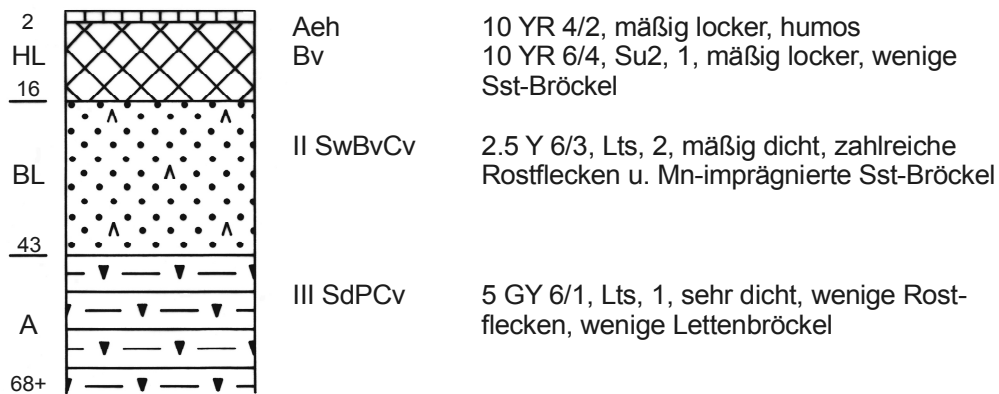 2
HL
16
BL
43
A
68+
Aeh 10 YR 4/2, mäßig locker, humos
Bv 10 YR 6/4, Su2, 1, mäßig locker, wenige
Sst-Bröckel
II SwBvCv 2.5 Y 6/3, Lts, 2, mäßig dicht, zahlreiche
Rostflecken u. Mn-imprägnierte Sst-Bröckel
III SdPCv 5 GY 6/1, Lts, 1, sehr dicht, wenige Rost-
flecken, wenige Lettenbröckel